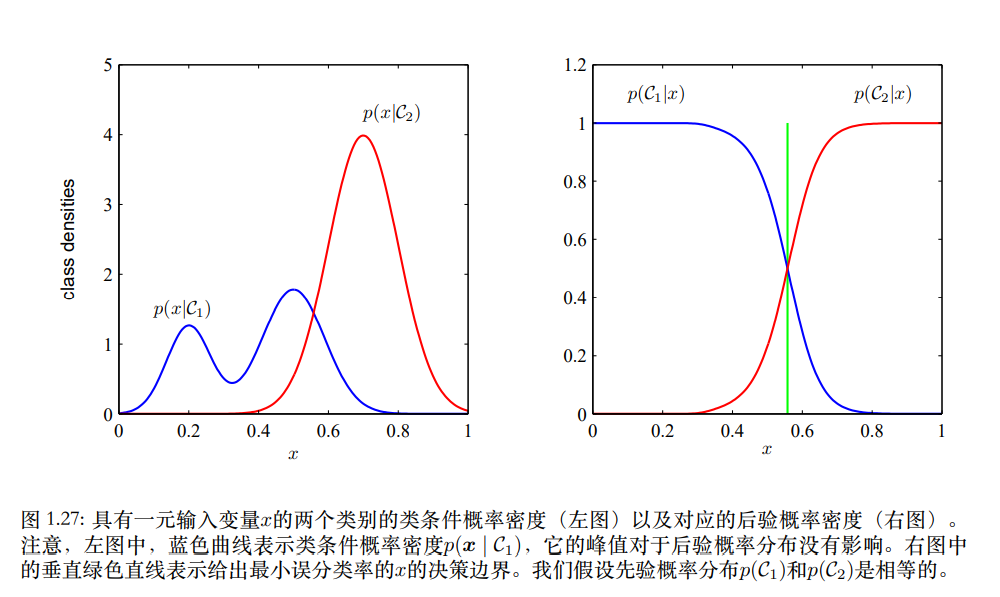 5
4
3
2
1
0
class densities
p(x|C₂)
p(x|C₁)
0 0.2 0.4 0.6 0.8 1
x
1.2
1
0.8
0.6
0.4
0.2
0
p(C₁|x) p(C₂|x)
0 0.2 0.4 0.6 0.8 1
x
图 1.27: 具有一元输入变量x的两个类别的类条件概率密度（左图）以及对应的后验概率密度（右图）。
注意，左图中，蓝色曲线表示类条件概率密度p(x | C₁)，它的峰值对于后验概率分布没有影响。右图中
的垂直绿色直线表示给出最小误分类率的x的决策边界。我们假设先验概率分布p(C₁)和p(C₂)是相等的。